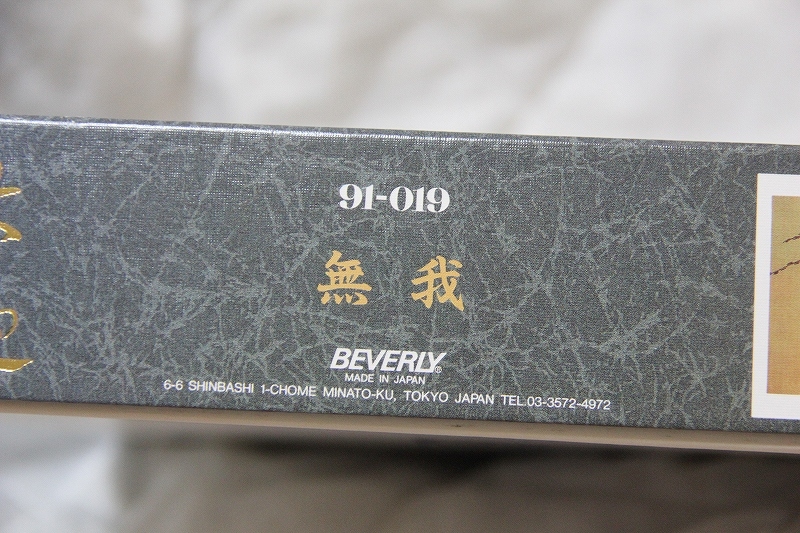 91-019
無我
BEVERLY®
MADE IN JAPAN
6-6 SHINBASHI 1-CHOME MINATO-KU, TOKYO JAPAN TEL.03-3572-4972